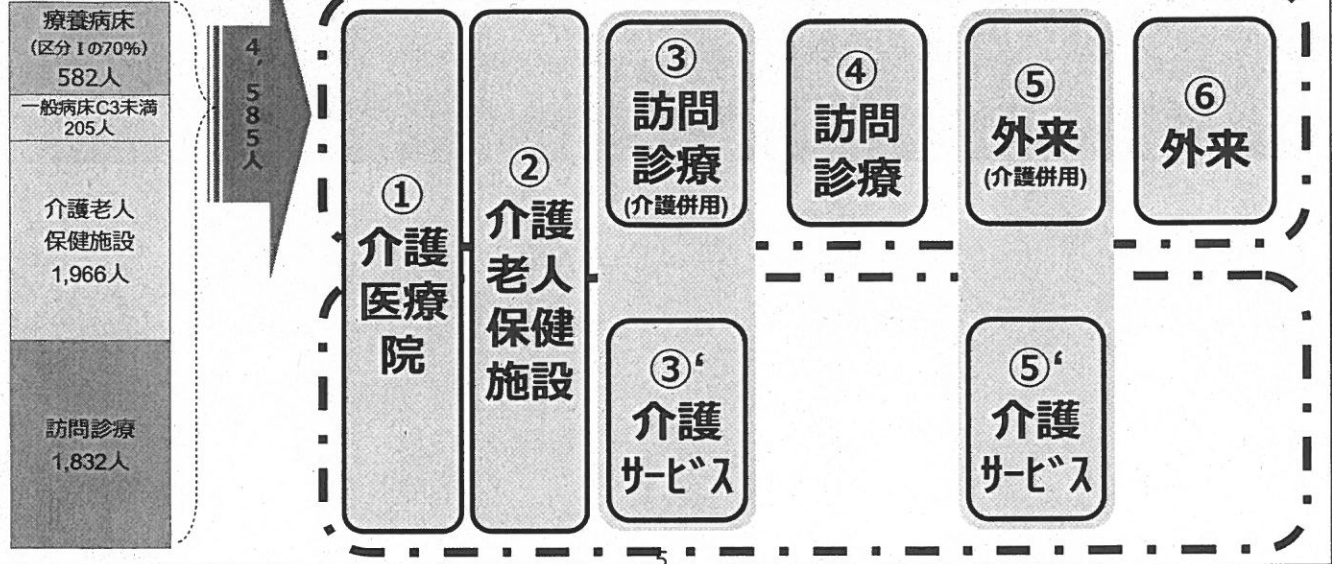 療養病床
(区分Ⅰの70%)
582人
一般病床C3未満
205人
介護老人
保健施設
1,966人
訪問診療
1,832人
4,585人
①
介護
医療
院
②
介護
老人
保健
施設
③
訪問
診療
(介護併用)
④
訪問
診療
⑤
外来
(介護併用)
⑥
外来
③‘
介護
サービス
⑤‘
介護
サービス
5